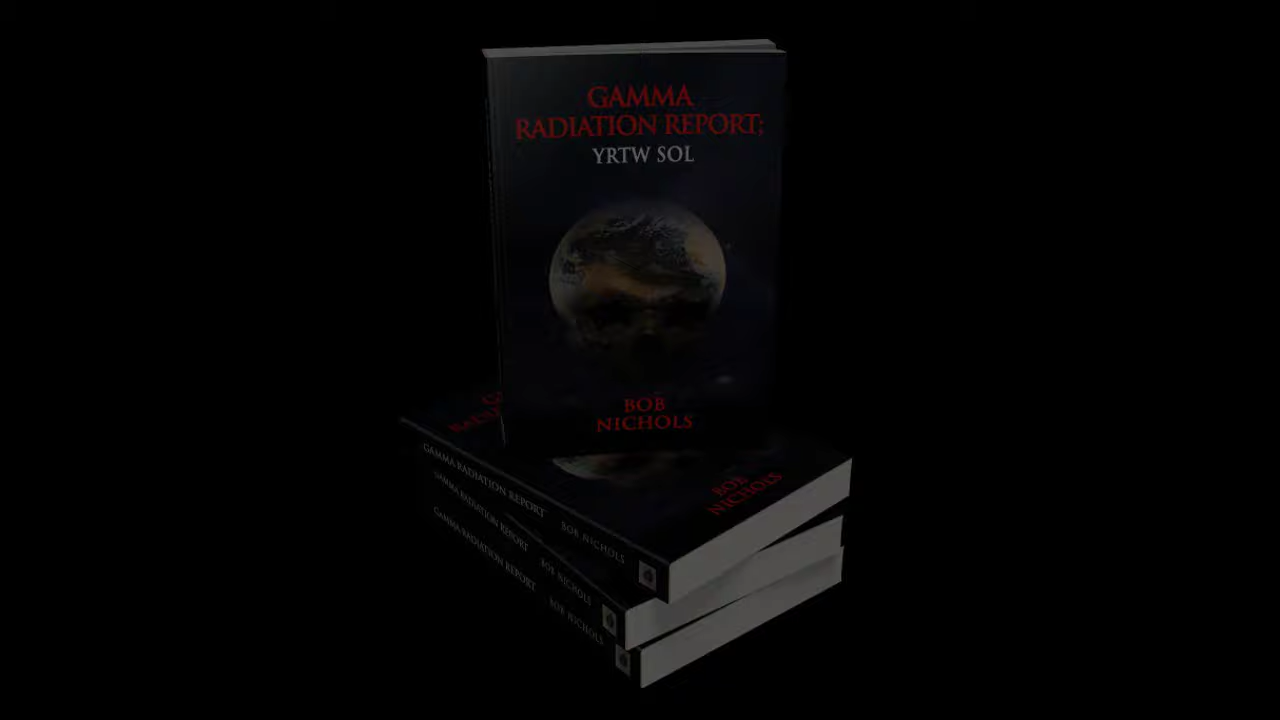 GAMMA
RADIATION REPORT;
YRTW SOL
BOB
NICHOLS
BOB
NICHOLS
GAMMA RADIATION REPORT BOB NICHOLS
GAMMA RADIATION REPORT BOB NICHOLS
GAMMA RADIATION REPORT BOB NICHOLS